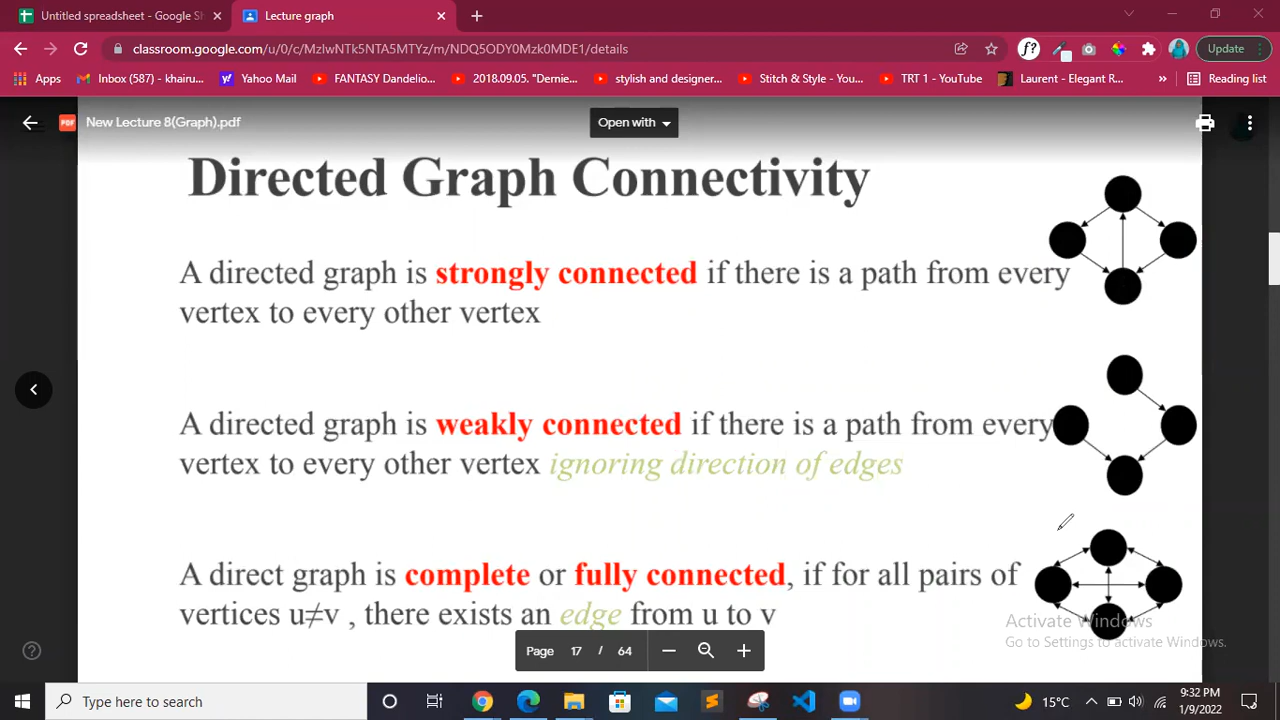 Untitled spreadsheet - Google Sh
Lecture graph
classroom.google.com/u/0/c/MzIwNTk5NTA5MTYz/m/NDQ5ODY0Mzk0MDE1/details
Update
Apps
Inbox (587) - khairu...
Yahoo Mail
FANTASY Dandelio...
2018.09.05. "Dernie...
stylish and designer...
Stitch & Style - You...
TRT 1 - YouTube
Laurent - Elegant R...
Reading list
PDF
New Lecture 8(Graph).pdf
Open with
Directed Graph Connectivity
A directed graph is strongly connected if there is a path from every
vertex to every other vertex
A directed graph is weakly connected if there is a path from every
vertex to every other vertex ignoring direction of edges
A direct graph is complete or fully connected, if for all pairs of
vertices u≠v , there exists an edge from u to v
Activate Windows
Go to Settings to activate Windows.
Page 17 / 64
Type here to search
15°C
9:32 PM
1/9/2022